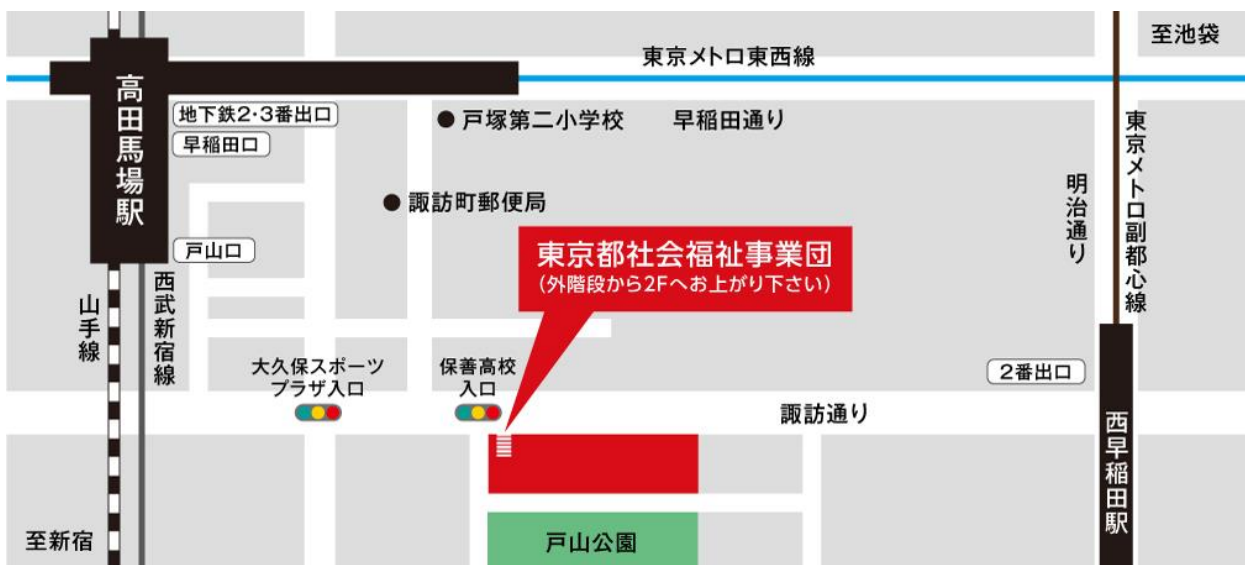 至池袋
東京メトロ東西線
高田馬場駅
地下鉄2・3番出口
戸塚第二小学校
早稲田通り
早稲田口
東京メトロ副都心線
明治通り
諏訪町郵便局
戸山口
東京都社会福祉事業団
(外階段から2Fへお上がり下さい)
西武新宿線
山手線
大久保スポーツ
プラザ入口
保善高校
入口
2番出口
諏訪通り
西早稲田駅
至新宿
戸山公園